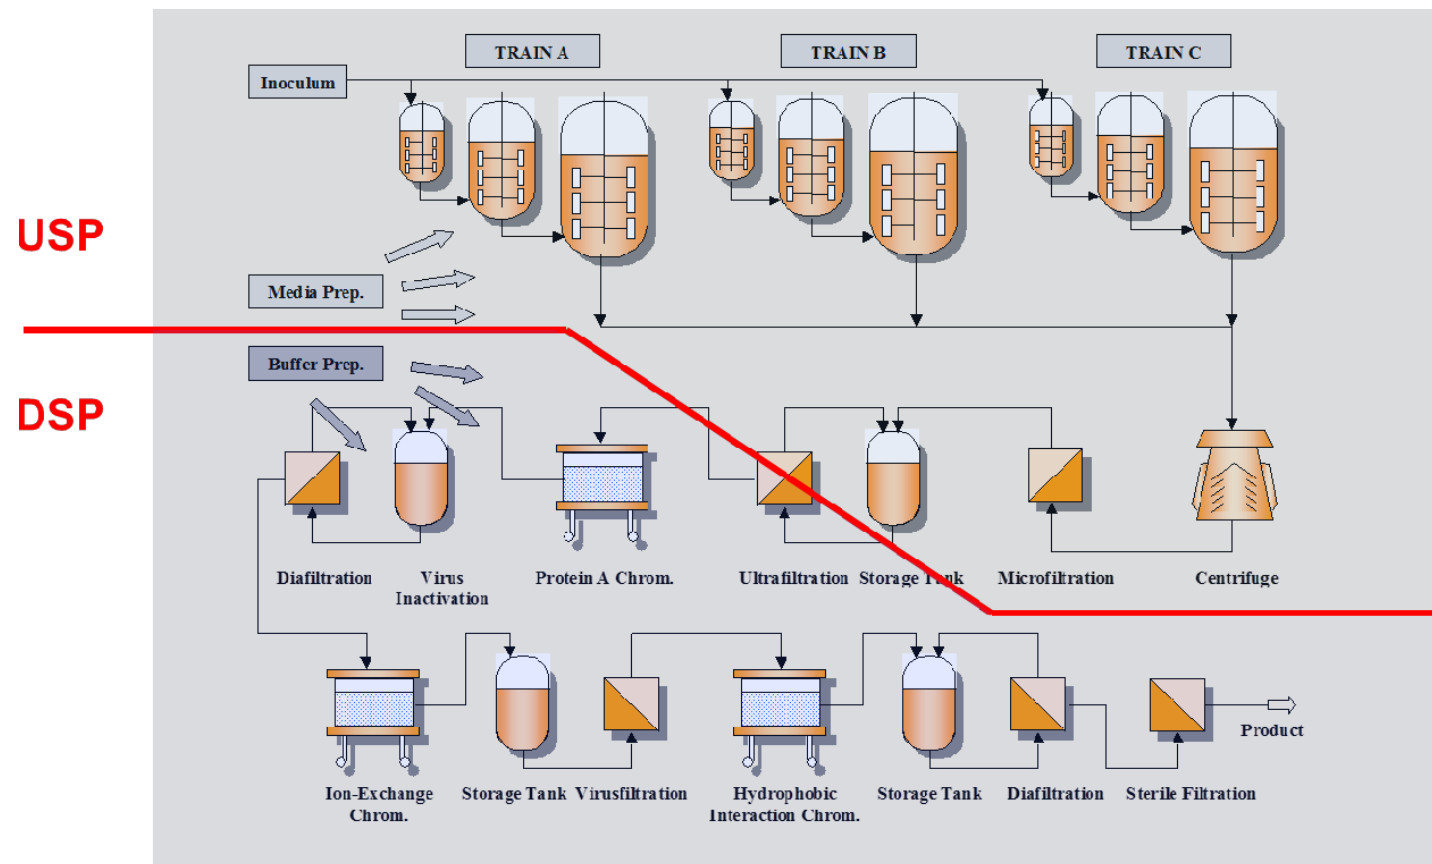 TRAIN A
TRAIN B
TRAIN C
Inoculum
USP
Media Prep.
Buffer Prep.
DSP
Diafiltration
Virus
Inactivation
Protein A Chrom.
Ultrafiltration
Storage Tank
Microfiltration
Centrifuge
Product
Ion-Exchange
Chrom.
Storage Tank
Virusfiltration
Hydrophobic
Interaction Chrom.
Storage Tank
Diafiltration
Sterile Filtration